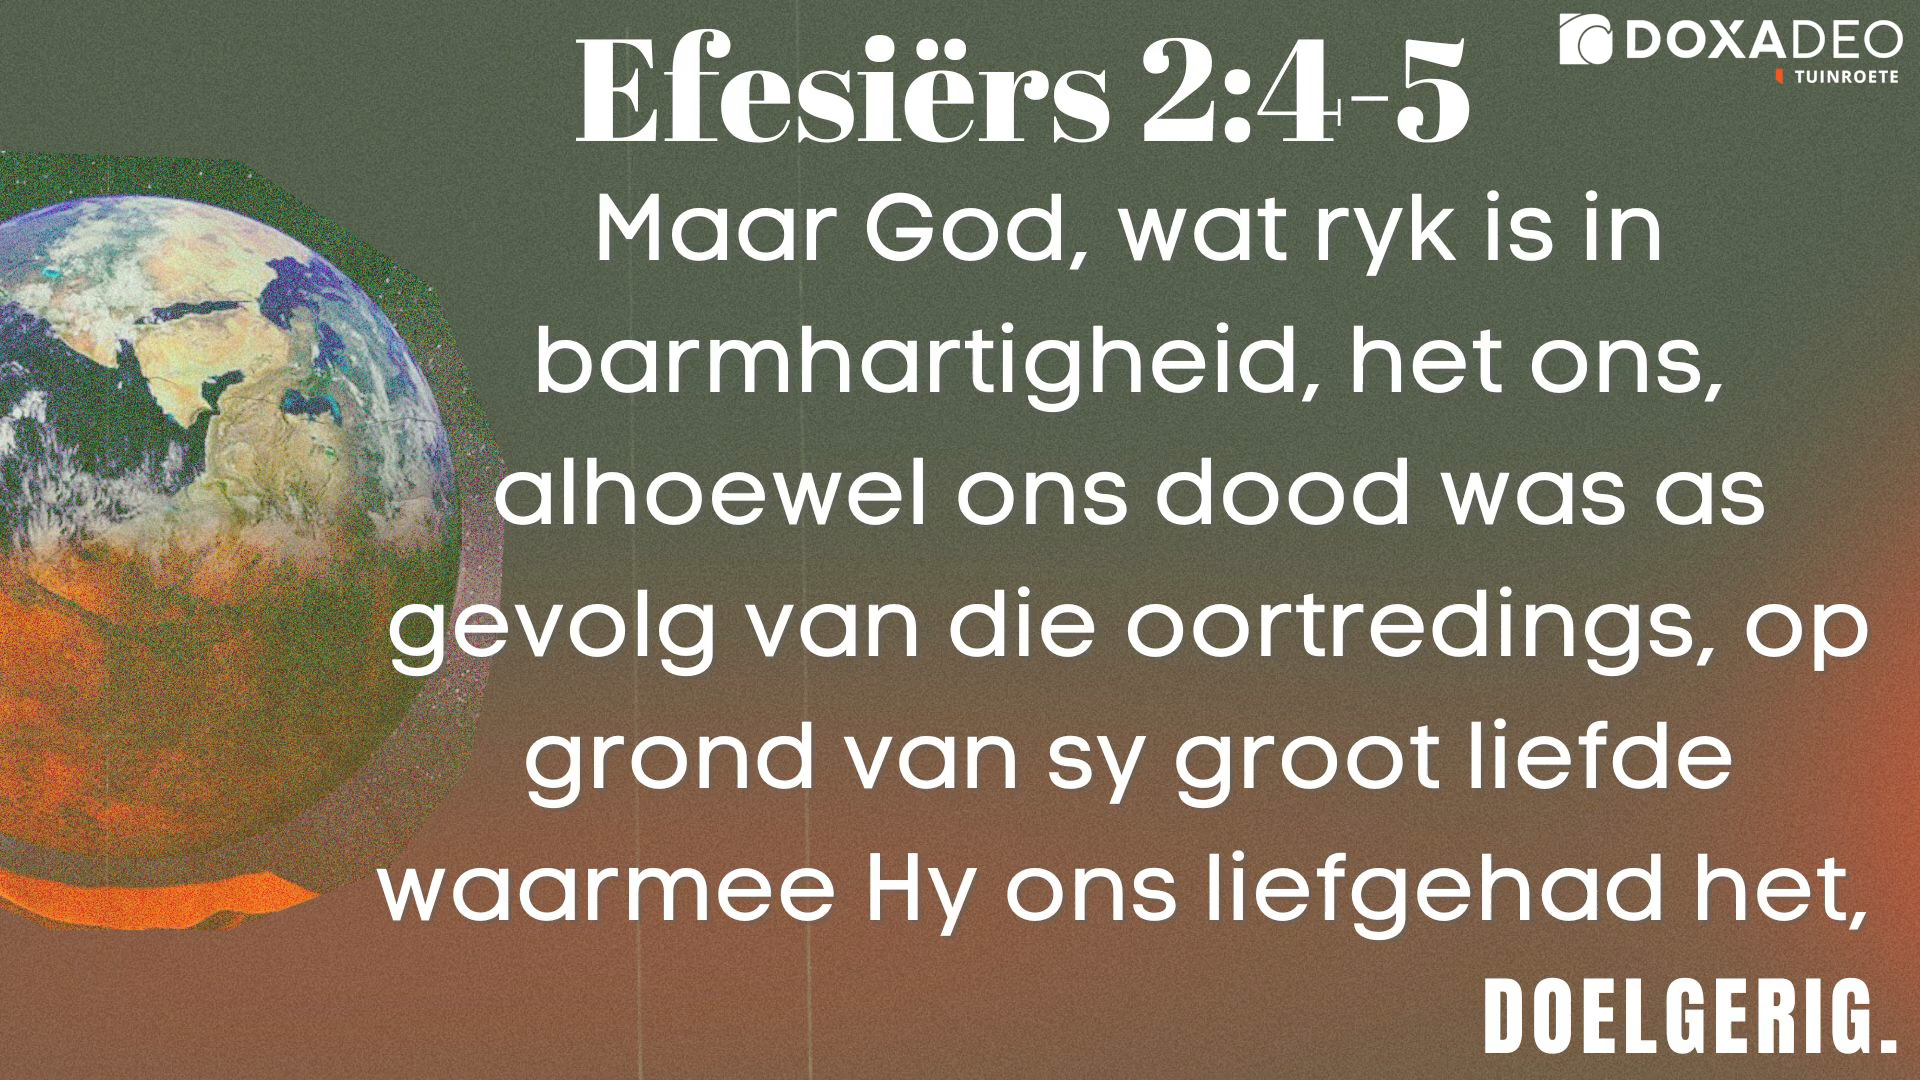 DOXADEO
TUINROETE
Efesiërs 2:4-5
Maar God, wat ryk is in
barmhartigheid, het ons,
alhoewel ons dood was as
gevolg van die oortredings, op
grond van sy groot liefde
waarmee Hy ons liefgehad het,
DOELGERIG.